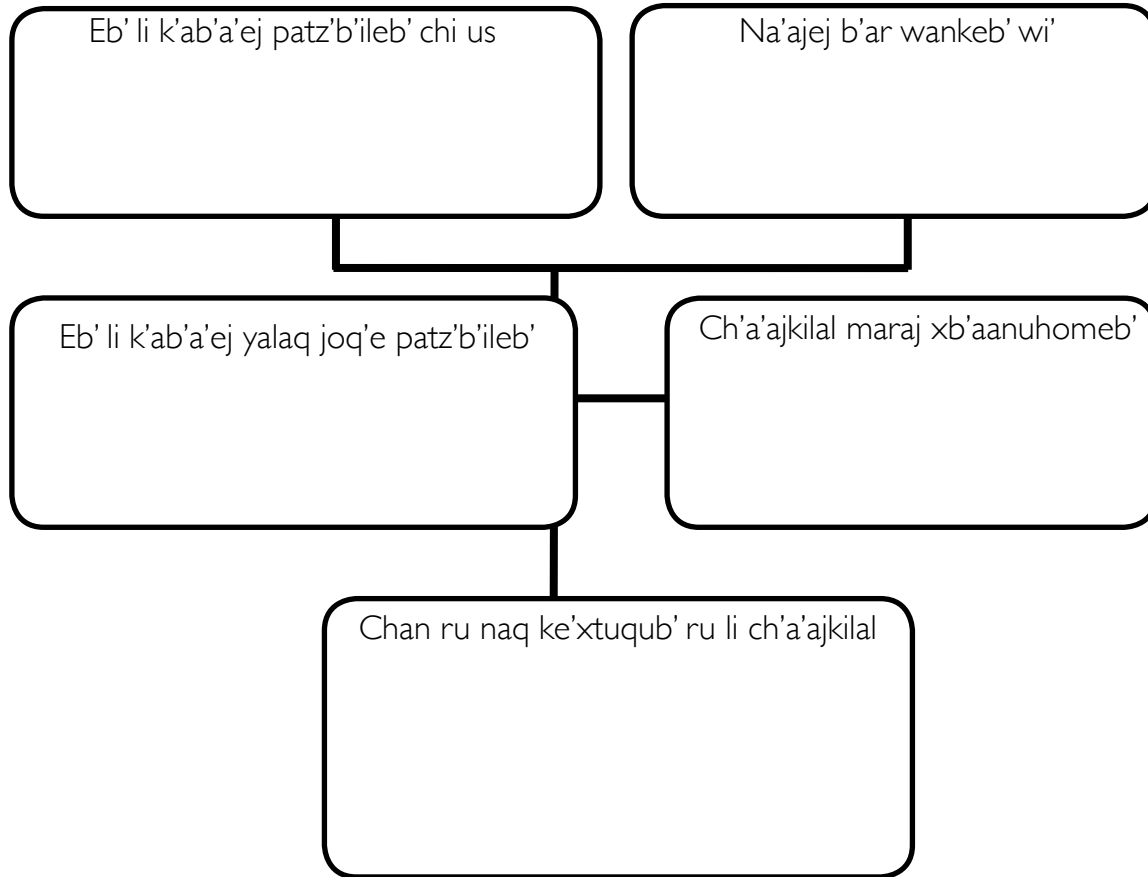 Eb' li k'ab'a'ej patz'b'ileb' chi us
Na'ajej b'ar wankeb' wi'
Eb' li k'ab'a'ej yalaq joq'e patz'b'ileb'
Ch'a'ajkilal maraj xb'aanuhomeb'
Chan ru naq ke'xtuqub' ru li ch'a'ajkilal